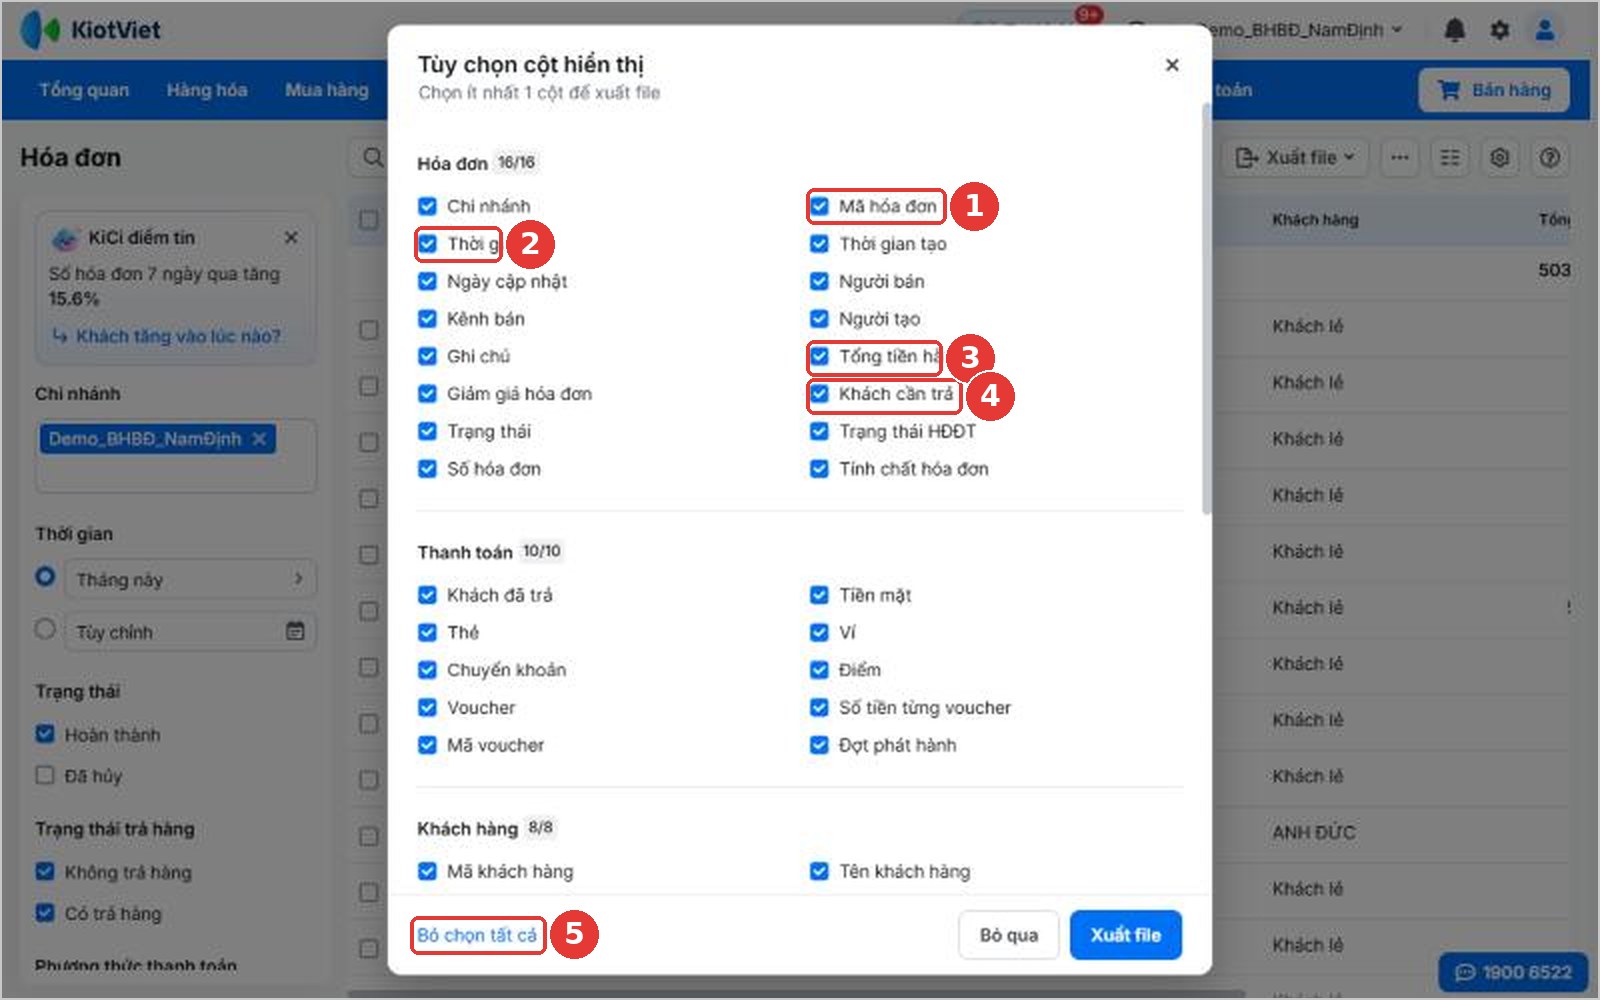 KiotViet
9+
emo_BHBĐ_NamĐịnh
Tổng quan
Hàng hóa
Mua hàng
toán
Bán hàng
Hóa đơn
Xuất file
KiCi điểm tin
Số hóa đơn 7 ngày qua tăng
15.6%
Khách tăng vào lúc nào?
Chi nhánh
Demo_BHBĐ_NamĐịnh
Thời gian
Tháng này
Tùy chỉnh
Trạng thái
Hoàn thành
Đã hủy
Trạng thái trả hàng
Không trả hàng
Có trả hàng
Phương thức thanh toán
Tùy chọn cột hiển thị
Chọn ít nhất 1 cột để xuất file
Hóa đơn 16/16
Chi nhánh
Mã hóa đơn 1
Thời g 2
Thời gian tạo
Ngày cập nhật
Người bán
Kênh bán
Người tạo
Ghi chú
Tổng tiền hà 3
Giảm giá hóa đơn
Khách cần trả 4
Trạng thái
Trạng thái HĐĐT
Số hóa đơn
Tính chất hóa đơn
Thanh toán 10/10
Khách đã trả
Tiền mặt
Thẻ
Ví
Chuyển khoản
Điểm
Voucher
Số tiền từng voucher
Mã voucher
Đợt phát hành
Khách hàng 8/8
Mã khách hàng
Tên khách hàng
Bỏ chọn tất cả 5
Bỏ qua
Xuất file
Khách hàng
Tổn
503
Khách lẻ
Khách lẻ
Khách lẻ
Khách lẻ
Khách lẻ
Khách lẻ
Khách lẻ
Khách lẻ
Khách lẻ
ANH ĐỨC
Khách lẻ
Khách lẻ
1900 6522